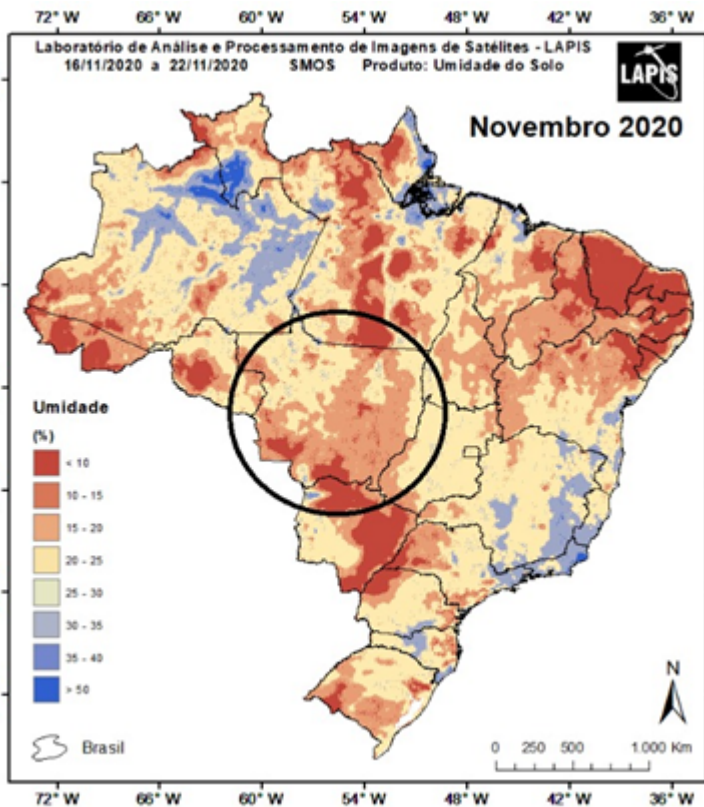 72° W 66° W 60° W 54° W 48° W 42° W 36° W
Laboratório de Análise e Processamento de Imagens de Satélites - LAPIS
16/11/2020 a 22/11/2020 SMOS Produto: Umidade do Solo
LAPIS
Novembro 2020
Umidade
(%)
< 10
10 - 15
15 - 20
20 - 25
25 - 30
30 - 35
35 - 40
> 50
Brasil
N
0 250 500 1.000 Km
72° W 66° W 60° W 54° W 48° W 42° W 36° W